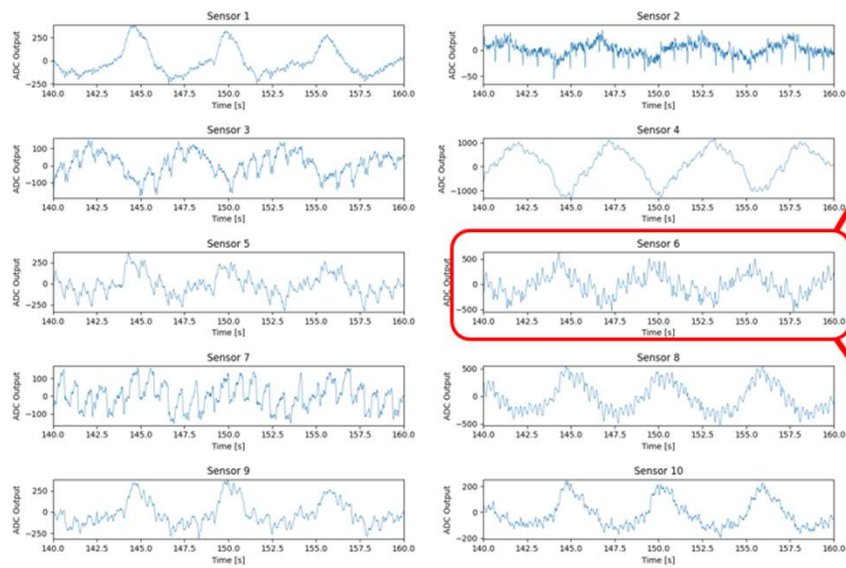 Sensor 1
ADC Output
250
0
-250
140.0 142.5 145.0 147.5 150.0 152.5 155.0 157.5 160.0
Time [s]
Sensor 2
ADC Output
0
-50
140.0 142.5 145.0 147.5 150.0 152.5 155.0 157.5 160.0
Time [s]
Sensor 3
ADC Output
100
0
-100
140.0 142.5 145.0 147.5 150.0 152.5 155.0 157.5 160.0
Time [s]
Sensor 4
ADC Output
1000
0
-1000
140.0 142.5 145.0 147.5 150.0 152.5 155.0 157.5 160.0
Time [s]
Sensor 5
ADC Output
250
0
-250
140.0 142.5 145.0 147.5 150.0 152.5 155.0 157.5 160.0
Time [s]
Sensor 6
ADC Output
500
0
-500
140.0 142.5 145.0 147.5 150.0 152.5 155.0 157.5 160.0
Time [s]
Sensor 7
ADC Output
100
0
-100
140.0 142.5 145.0 147.5 150.0 152.5 155.0 157.5 160.0
Time [s]
Sensor 8
ADC Output
500
0
-500
140.0 142.5 145.0 147.5 150.0 152.5 155.0 157.5 160.0
Time [s]
Sensor 9
ADC Output
250
0
-250
140.0 142.5 145.0 147.5 150.0 152.5 155.0 157.5 160.0
Time [s]
Sensor 10
ADC Output
200
0
-200
140.0 142.5 145.0 147.5 150.0 152.5 155.0 157.5 160.0
Time [s]